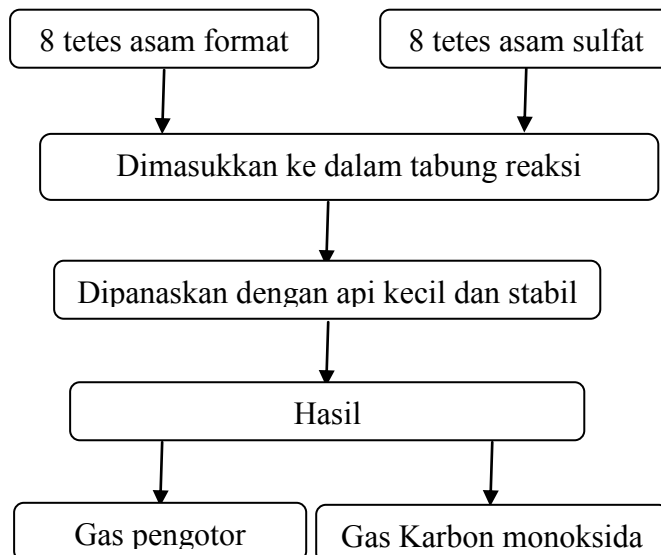 8 tetes asam format
8 tetes asam sulfat
Dimasukkan ke dalam tabung reaksi
Dipanaskan dengan api kecil dan stabil
Hasil
Gas pengotor
Gas Karbon monoksida